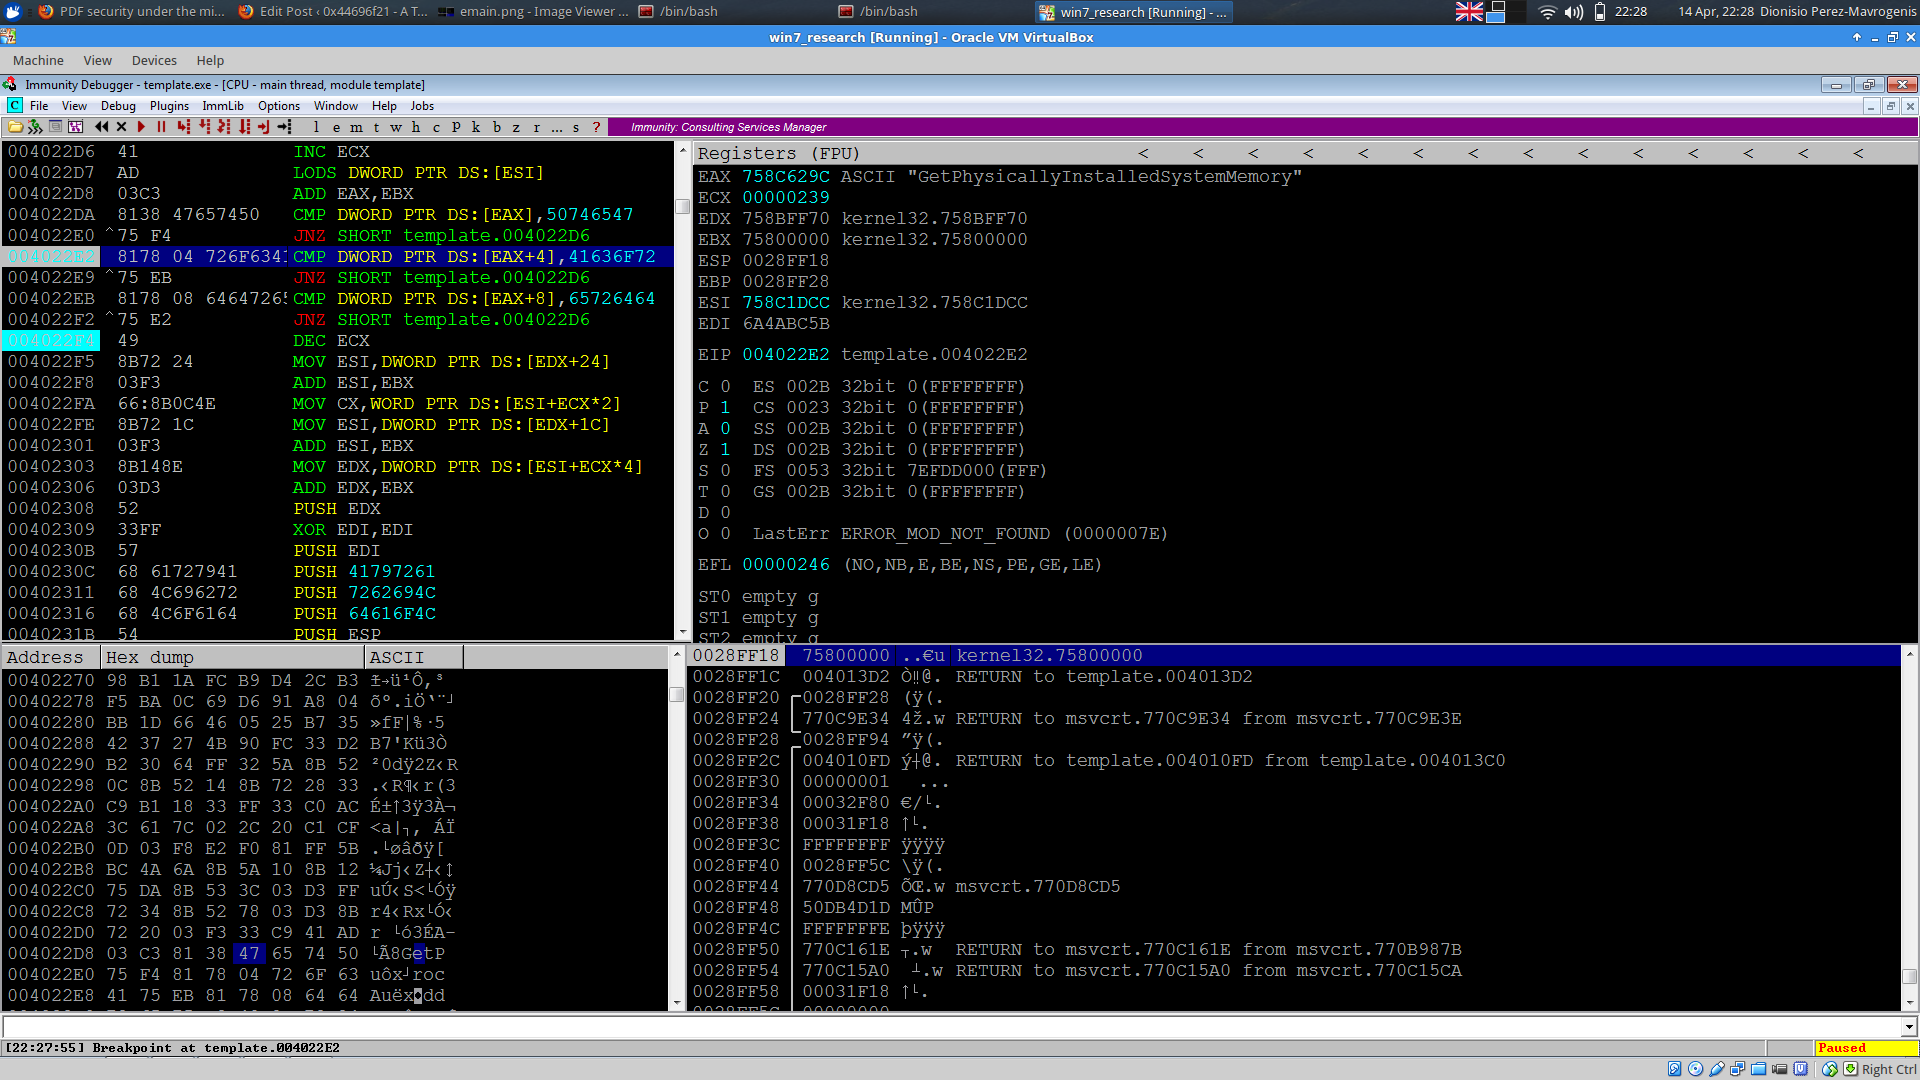 PDF security under the mi... Edit Post ‹ 0x44696f21 - A T... emain.png - Image Viewer ... /bin/bash /bin/bash win7_research [Running] - ... 22:28 14 Apr, 22:28 Dionisio Perez-Mavrogenis
win7_research [Running] - Oracle VM VirtualBox
Machine View Devices Help
Immunity Debugger - template.exe - [CPU - main thread, module template]
C File View Debug Plugins ImmLib Options Window Help Jobs
l e m t w h c P k b z r ... s ? Immunity: Consulting Services Manager
004022D6 41 INC ECX
004022D7 AD LODS DWORD PTR DS:[ESI]
004022D8 03C3 ADD EAX,EBX
004022DA 8138 47657450 CMP DWORD PTR DS:[EAX],50746547
004022E0 ^75 F4 JNZ SHORT template.004022D6
004022E2 8178 04 726F6341 CMP DWORD PTR DS:[EAX+4],41636F72
004022E9 ^75 EB JNZ SHORT template.004022D6
004022EB 8178 08 64647265 CMP DWORD PTR DS:[EAX+8],65726464
004022F2 ^75 E2 JNZ SHORT template.004022D6
004022F4 49 DEC ECX
004022F5 8B72 24 MOV ESI,DWORD PTR DS:[EDX+24]
004022F8 03F3 ADD ESI,EBX
004022FA 66:8B0C4E MOV CX,WORD PTR DS:[ESI+ECX*2]
004022FE 8B72 1C MOV ESI,DWORD PTR DS:[EDX+1C]
00402301 03F3 ADD ESI,EBX
00402303 8B148E MOV EDX,DWORD PTR DS:[ESI+ECX*4]
00402306 03D3 ADD EDX,EBX
00402308 52 PUSH EDX
00402309 33FF XOR EDI,EDI
0040230B 57 PUSH EDI
0040230C 68 61727941 PUSH 41797261
00402311 68 4C696272 PUSH 7262694C
00402316 68 4C6F6164 PUSH 64616F4C
0040231B 54 PUSH ESP
Registers (FPU) < < < < < < < < < < < < < <
EAX 758C629C ASCII "GetPhysicallyInstalledSystemMemory"
ECX 00000239
EDX 758BFF70 kernel32.758BFF70
EBX 75800000 kernel32.75800000
ESP 0028FF18
EBP 0028FF28
ESI 758C1DCC kernel32.758C1DCC
EDI 6A4ABC5B
EIP 004022E2 template.004022E2
C 0 ES 002B 32bit 0(FFFFFFFF)
P 1 CS 0023 32bit 0(FFFFFFFF)
A 0 SS 002B 32bit 0(FFFFFFFF)
Z 1 DS 002B 32bit 0(FFFFFFFF)
S 0 FS 0053 32bit 7EFDD000(FFF)
T 0 GS 002B 32bit 0(FFFFFFFF)
D 0
O 0 LastErr ERROR_MOD_NOT_FOUND (0000007E)
EFL 00000246 (NO,NB,E,BE,NS,PE,GE,LE)
ST0 empty g
ST1 empty g
ST2 empty g
Address Hex dump ASCII
00402270 98 B1 1A FC B9 D4 2C B3
00402278 F5 BA 0C 69 D6 91 A8 04
00402280 BB 1D 66 46 05 25 B7 35
00402288 42 37 27 4B 90 FC 33 D2
00402290 B2 30 64 FF 32 5A 8B 52 ²0dÿ2Z‹R
00402298 0C 8B 52 14 8B 72 28 33 .‹R¶‹r(3
004022A0 C9 B1 18 33 FF 33 C0 AC É±↑3ÿ3À¬
004022A8 3C 61 7C 02 2C 20 C1 CF <a|┐, ÁÏ
004022B0 0D 03 F8 E2 F0 81 FF 5B
004022B8 BC 4A 6A 8B 5A 10 8B 12
004022C0 75 DA 8B 53 3C 03 D3 FF uÚ‹S<└Óÿ
004022C8 72 34 8B 52 78 03 D3 8B r4‹Rx└Ó‹
004022D0 72 20 03 F3 33 C9 41 AD r └ó3ÉA-
004022D8 03 C3 81 38 47 65 74 50
004022E0 75 F4 81 78 04 72 6F 63
004022E8 41 75 EB 81 78 08 64 64
0028FF18 75800000 ..€u kernel32.75800000
0028FF1C 004013D2 Ò‼@. RETURN to template.004013D2
0028FF20 0028FF28 (ÿ(.
0028FF24 770C9E34 4ž.w RETURN to msvcrt.770C9E34 from msvcrt.770C9E3E
0028FF28 0028FF94 ”ÿ(.
0028FF2C 004010FD ý┼@. RETURN to template.004010FD from template.004013C0
0028FF30 00000001 ...
0028FF34 00032F80 €/└.
0028FF38 00031F18 ↑└.
0028FF3C FFFFFFFF ÿÿÿÿ
0028FF40 0028FF5C \ÿ(.
0028FF44 770D8CD5 ÕŒ.w msvcrt.770D8CD5
0028FF48 50DB4D1D MÛP
0028FF4C FFFFFFFE þÿÿÿ
0028FF50 770C161E ┬.w RETURN to msvcrt.770C161E from msvcrt.770B987B
0028FF54 770C15A0 ┴.w RETURN to msvcrt.770C15A0 from msvcrt.770C15CA
0028FF58 00031F18 ↑└.
[22:27:55] Breakpoint at template.004022E2 Paused
Right Ctrl